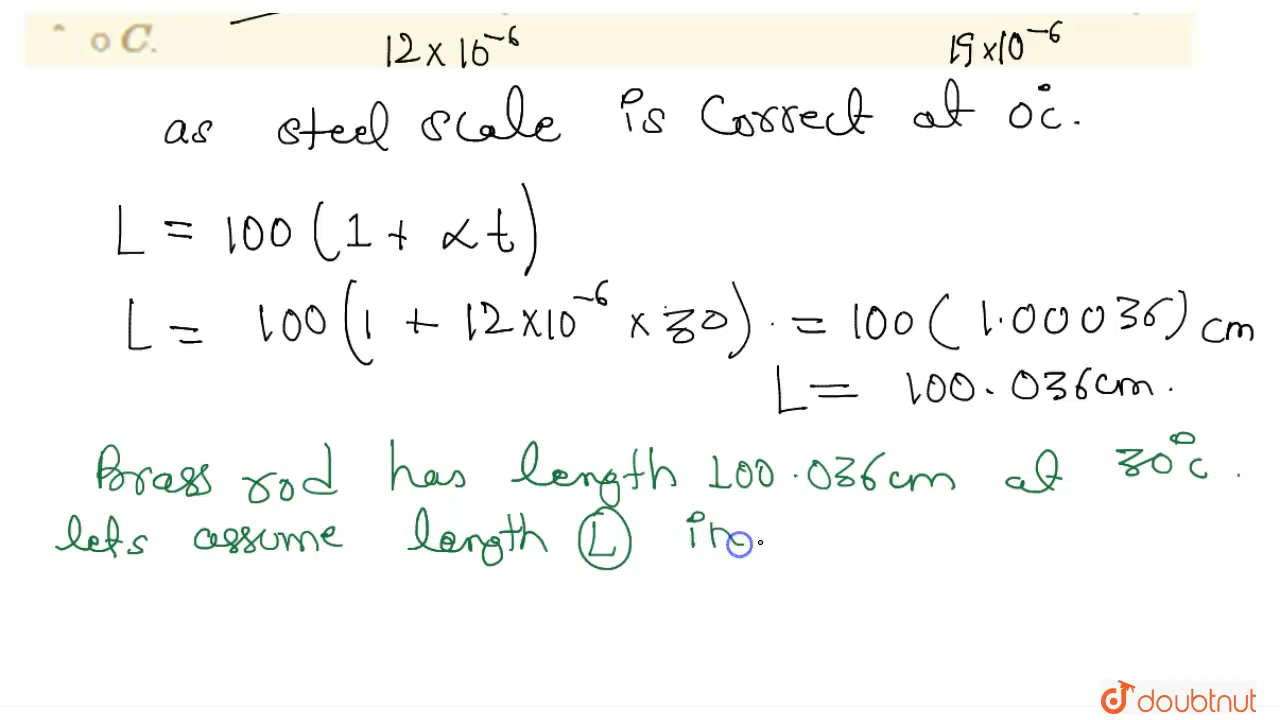 o C.
12 × 10⁻⁶ 19×10⁻⁶
as steel scale is Correct at 0°C.
L = 100 (1 + αt)
L = 100 (1 + 12×10⁻⁶ × 30) . = 100 (1.00036) cm
L = 100.036cm.
Brass rod has length 100.036cm at 30°C.
lets assume length L in
doubtnut